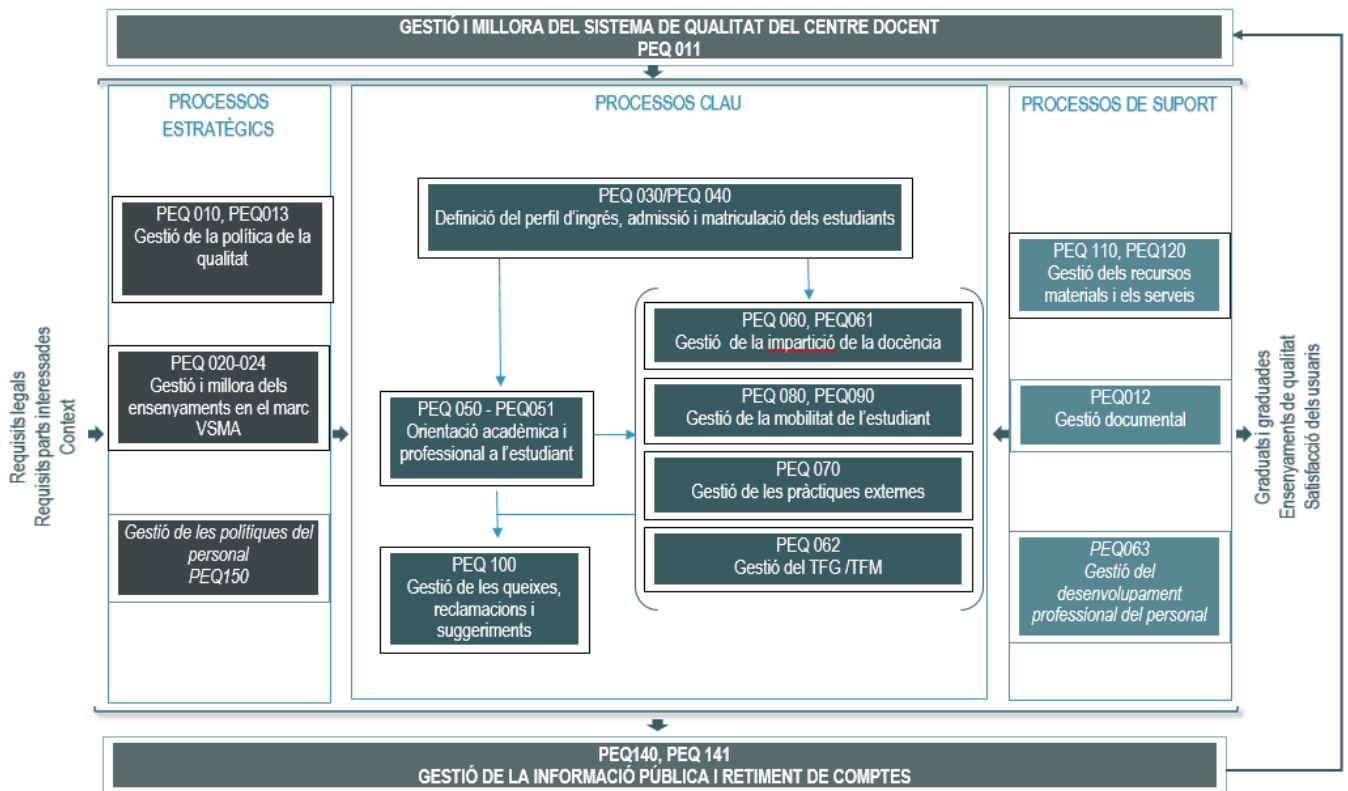 GESTIÓ I MILLORA DEL SISTEMA DE QUALITAT DEL CENTRE DOCENT
PEQ 011
PROCESSOS
ESTRATÈGICS
PROCESSOS CLAU
PROCESSOS DE SUPORT
PEQ 010, PEQ013
Gestió de la política de la
qualitat
PEQ 020-024
Gestió i millora dels
ensenyaments en el marc
VSMA
Gestió de les polítiques del
personal
PEQ150
PEQ 030/PEQ 040
Definició del perfil d'ingrés, admissió i matriculació dels estudiants
PEQ 050 - PEQ051
Orientació acadèmica i
professional a l'estudiant
PEQ 100
Gestió de les queixes,
reclamacions i
suggeriments
PEQ 060, PEQ061
Gestió de la impartició de la docència
PEQ 080, PEQ090
Gestió de la mobilitat de l'estudiant
PEQ 070
Gestió de les pràctiques externes
PEQ 062
Gestió del TFG /TFM
PEQ 110, PEQ120
Gestió dels recursos
materials i els serveis
PEQ012
Gestió documental
PEQ063
Gestió del
desenvolupament
professional del personal
Requisits legals
Requisits parts interessades
Context
Graduats i graduades
Ensenyaments de qualitat
Satisfacció dels usuaris
PEQ140, PEQ 141
GESTIÓ DE LA INFORMACIÓ PÚBLICA I RETIMENT DE COMPTES